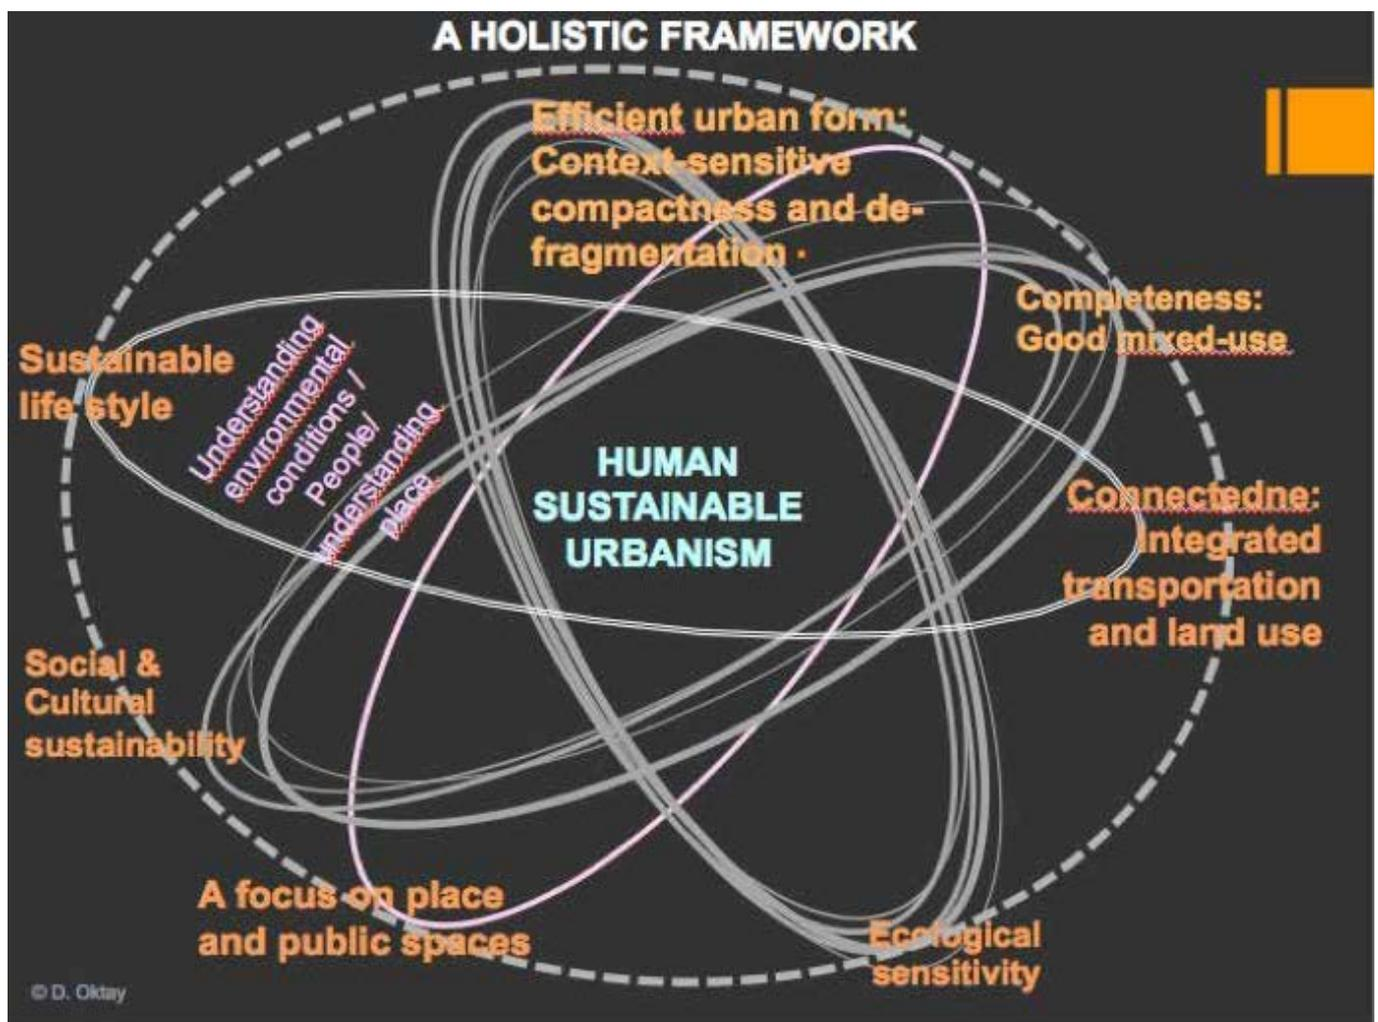 A HOLISTIC FRAMEWORK
Efficient urban form:
Context-sensitive
compactness and de-
fragmentation ·
Completeness:
Good mixed-use
Sustainable
life style
Understanding
environmental
conditions /
People/
understanding
place
HUMAN
SUSTAINABLE
URBANISM
Connectedne:
Integrated
transportation
and land use
Social &
Cultural
sustainability
A focus on place
and public spaces
Ecological
sensitivity
© D. Oktay